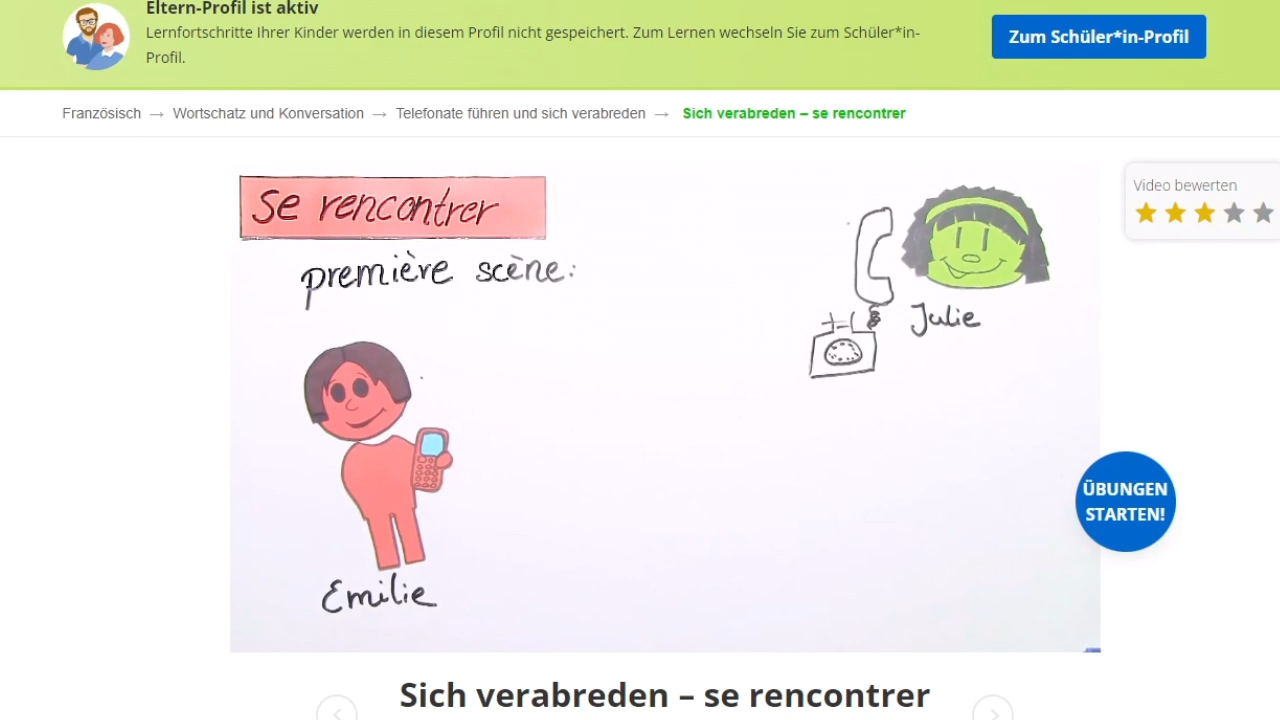 Eltern-Profil ist aktiv
Lernfortschritte Ihrer Kinder werden in diesem Profil nicht gespeichert. Zum Lernen wechseln Sie zum Schüler*in-
Profil.
Zum Schüler*in-Profil
Französisch → Wortschatz und Konversation → Telefonate führen und sich verabreden → Sich verabreden – se rencontrer
Se rencontrer
première scène:
Julie
Emilie
Video bewerten
ÜBUNGEN
STARTEN!
Sich verabreden – se rencontrer